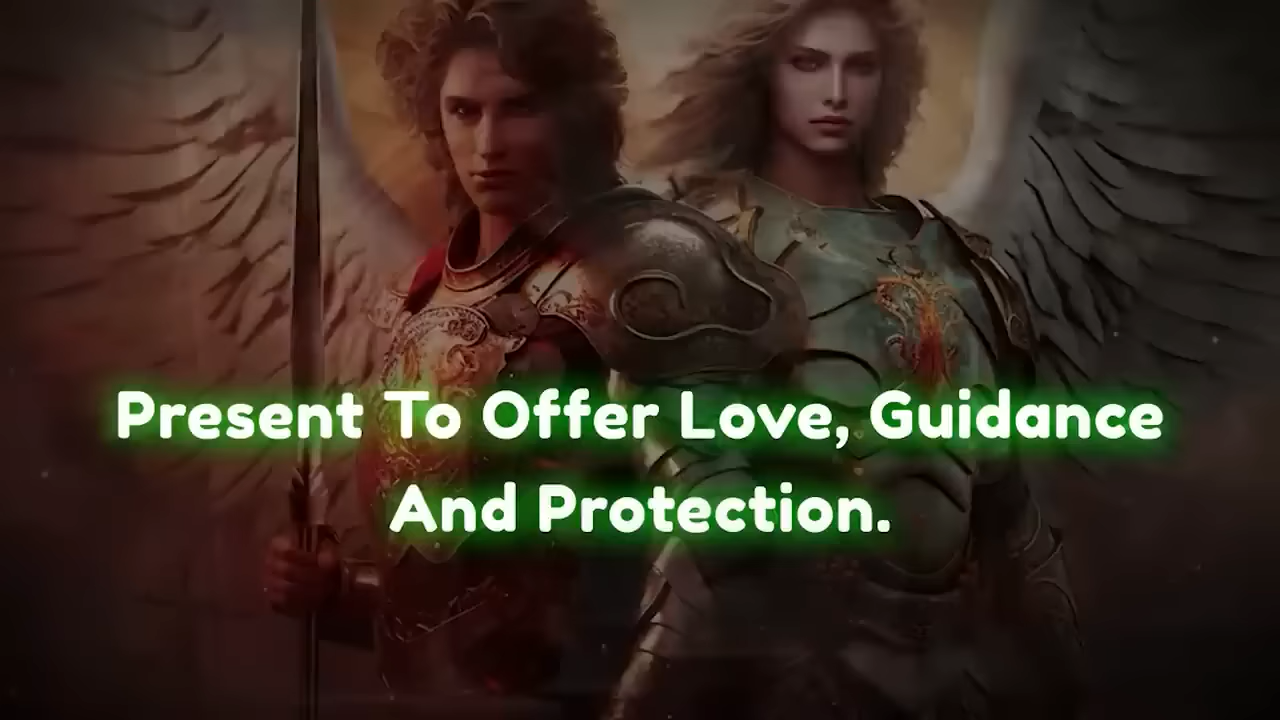 Present To Offer Love, Guidance
And Protection.